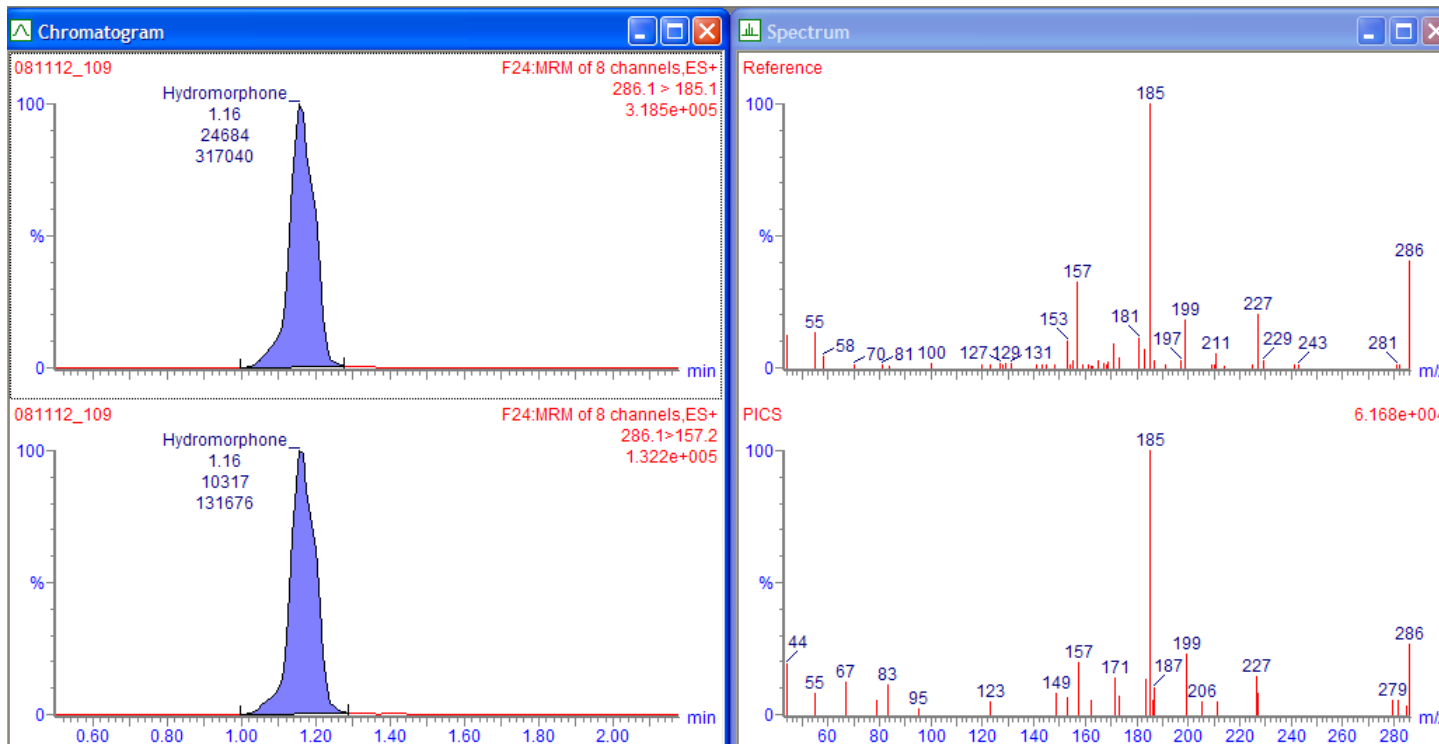 Chromatogram
081112_109
F24:MRM of 8 channels,ES+
286.1 > 185.1
3.185e+005
Hydromorphone
1.16
24684
317040
100
%
0
min
081112_109
F24:MRM of 8 channels,ES+
286.1>157.2
1.322e+005
Hydromorphone
1.16
10317
131676
100
%
0
min
0.60 0.80 1.00 1.20 1.40 1.60 1.80 2.00
Spectrum
Reference
185
100
286
157
%
227
199
181
153
55
58 70 81 100 127 129 131 197 211 229 243 281
0
PICS
6.168e+004
185
100
286
%
199
157
44
227
171
187
67
83
55
149
206
279
123
95
0
60 80 100 120 140 160 180 200 220 240 260 280